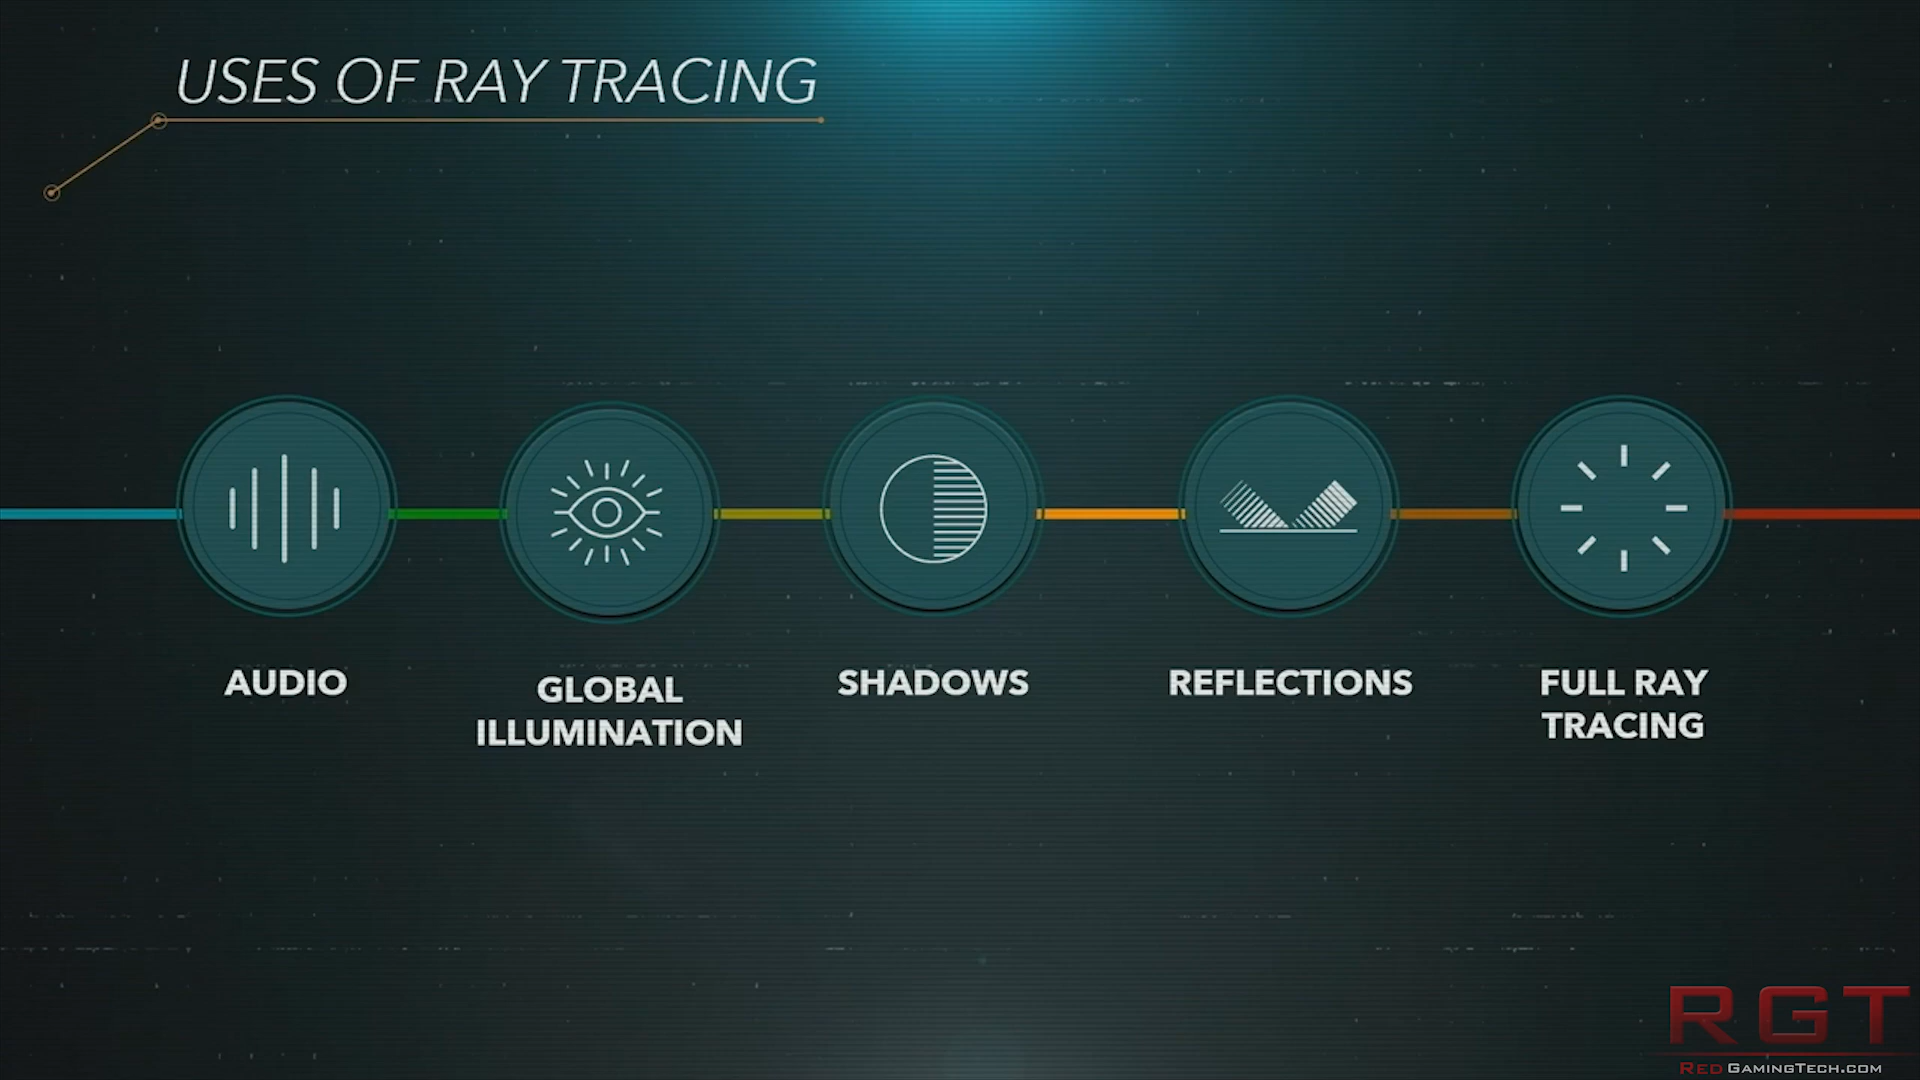 USES OF RAY TRACING
AUDIO
GLOBAL
ILLUMINATION
SHADOWS
REFLECTIONS
FULL RAY
TRACING
RGT
REDGAMINGTECH.COM